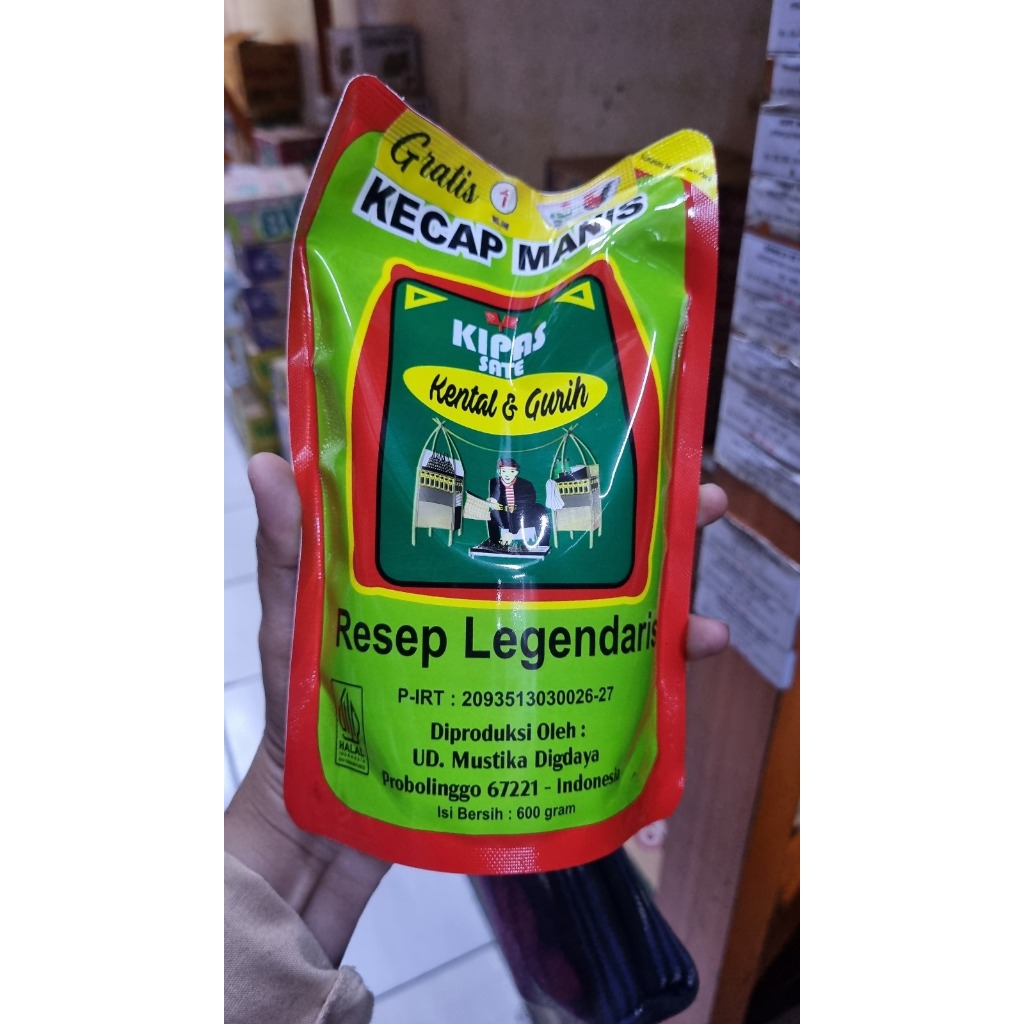 Gratis 1
KECAP MANIS
KIPAS
SATE
Kental & Gurih
Resep Legendaris
P-IRT : 2093513030026-27
HALAL
INDONESIA
Diproduksi Oleh :
UD. Mustika Digdaya
Probolinggo 67221 - Indonesia
Isi Bersih : 600 gram